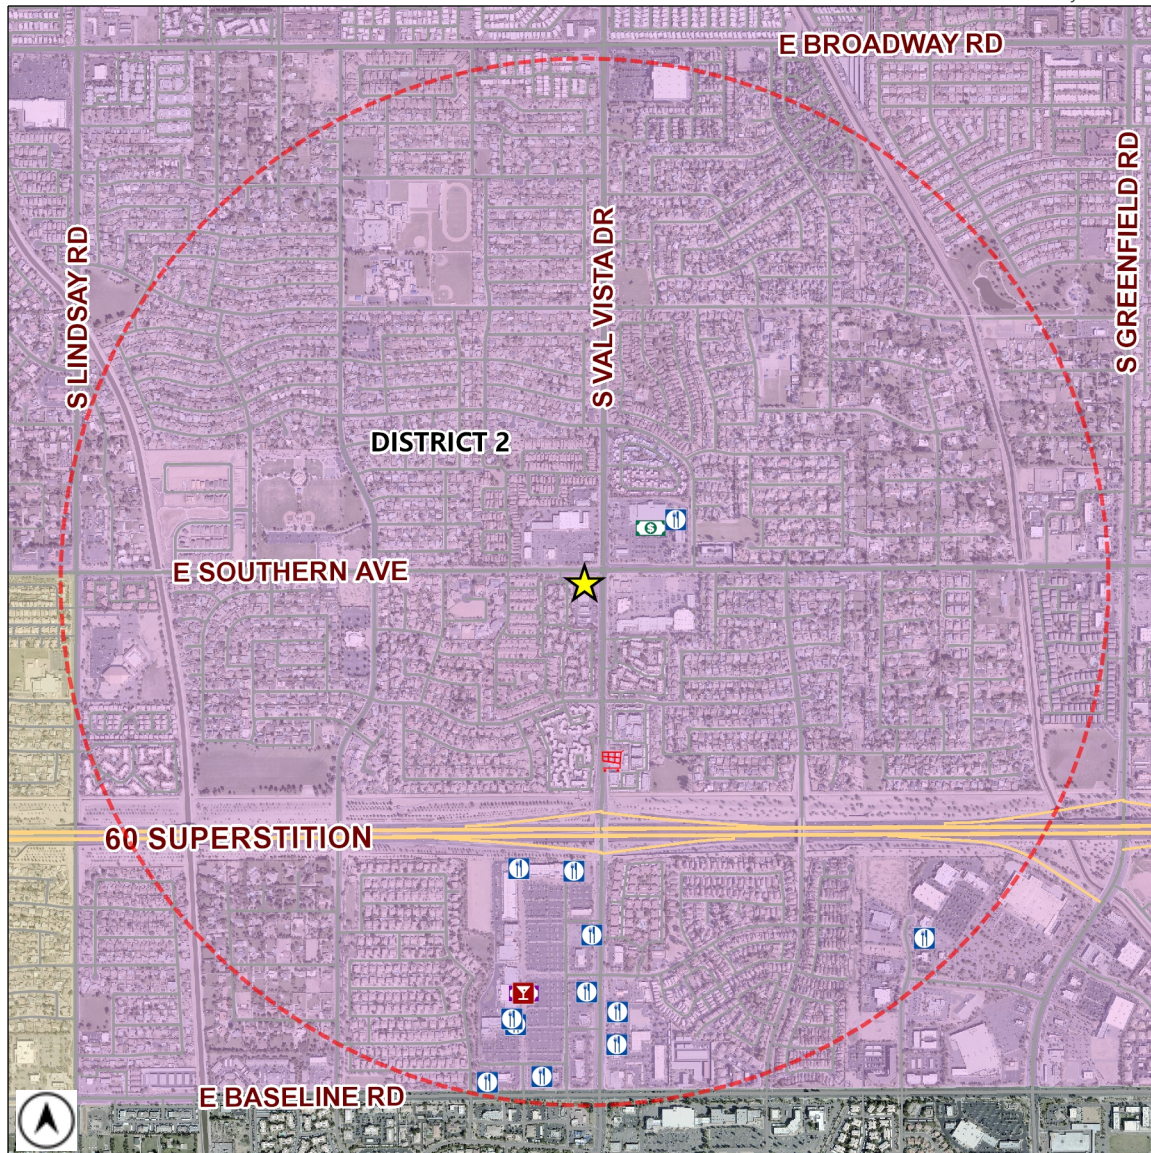 E BROADWAY RD
S GREENFIELD RD
S VAL VISTA DR
S LINDSAY RD
DISTRICT 2
$
E SOUTHERN AVE
60 SUPERSTITION
E BASELINE RD